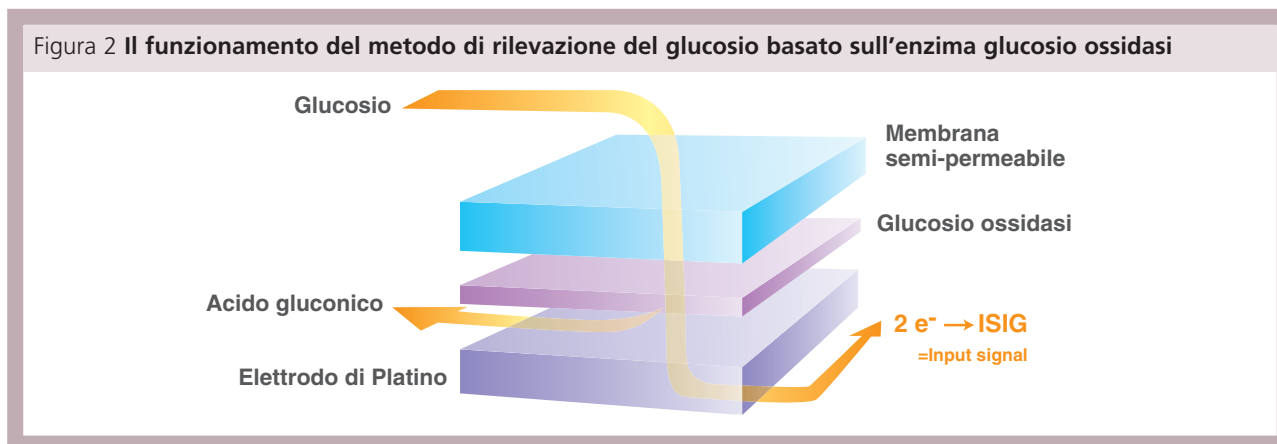 Figura 2 Il funzionamento del metodo di rilevazione del glucosio basato sull'enzima glucosio ossidasi
Glucosio
Membrana
semi-permeabile
Glucosio ossidasi
Acido gluconico
2 e⁻ → ISIG
=Input signal
Elettrodo di Platino